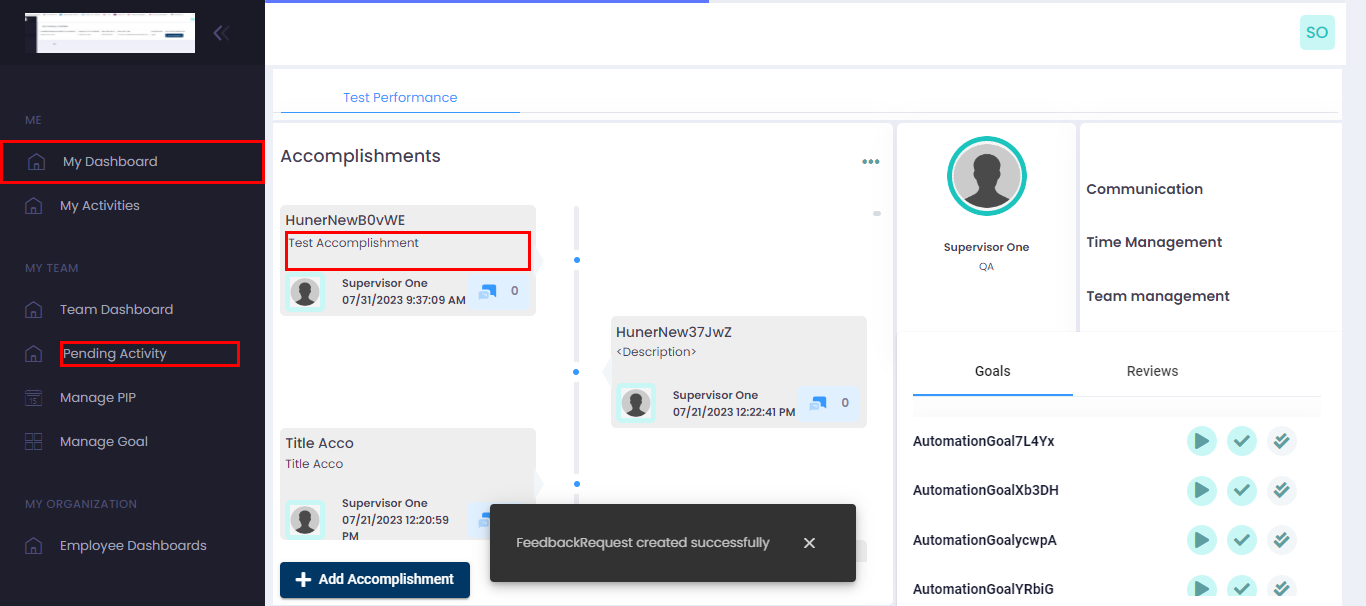 SO
ME
My Dashboard
My Activities
MY TEAM
Team Dashboard
Pending Activity
Manage PIP
15
Manage Goal
MY ORGANIZATION
Employee Dashboards
Test Performance
Accomplishments
HunerNewB0vWE
Test Accomplishment
Supervisor One
07/31/2023 9:37:09 AM
0
HunerNew37JwZ
<Description>
Supervisor One
07/21/2023 12:22:41 PM
0
Title Acco
Title Acco
Supervisor One
07/21/2023 12:20:59
PM
Add Accomplishment
FeedbackRequest created successfully
Supervisor One
QA
Communication
Time Management
Team management
Goals
Reviews
AutomationGoal7L4Yx
AutomationGoalXb3DH
AutomationGoalycwpA
AutomationGoalYRbiG